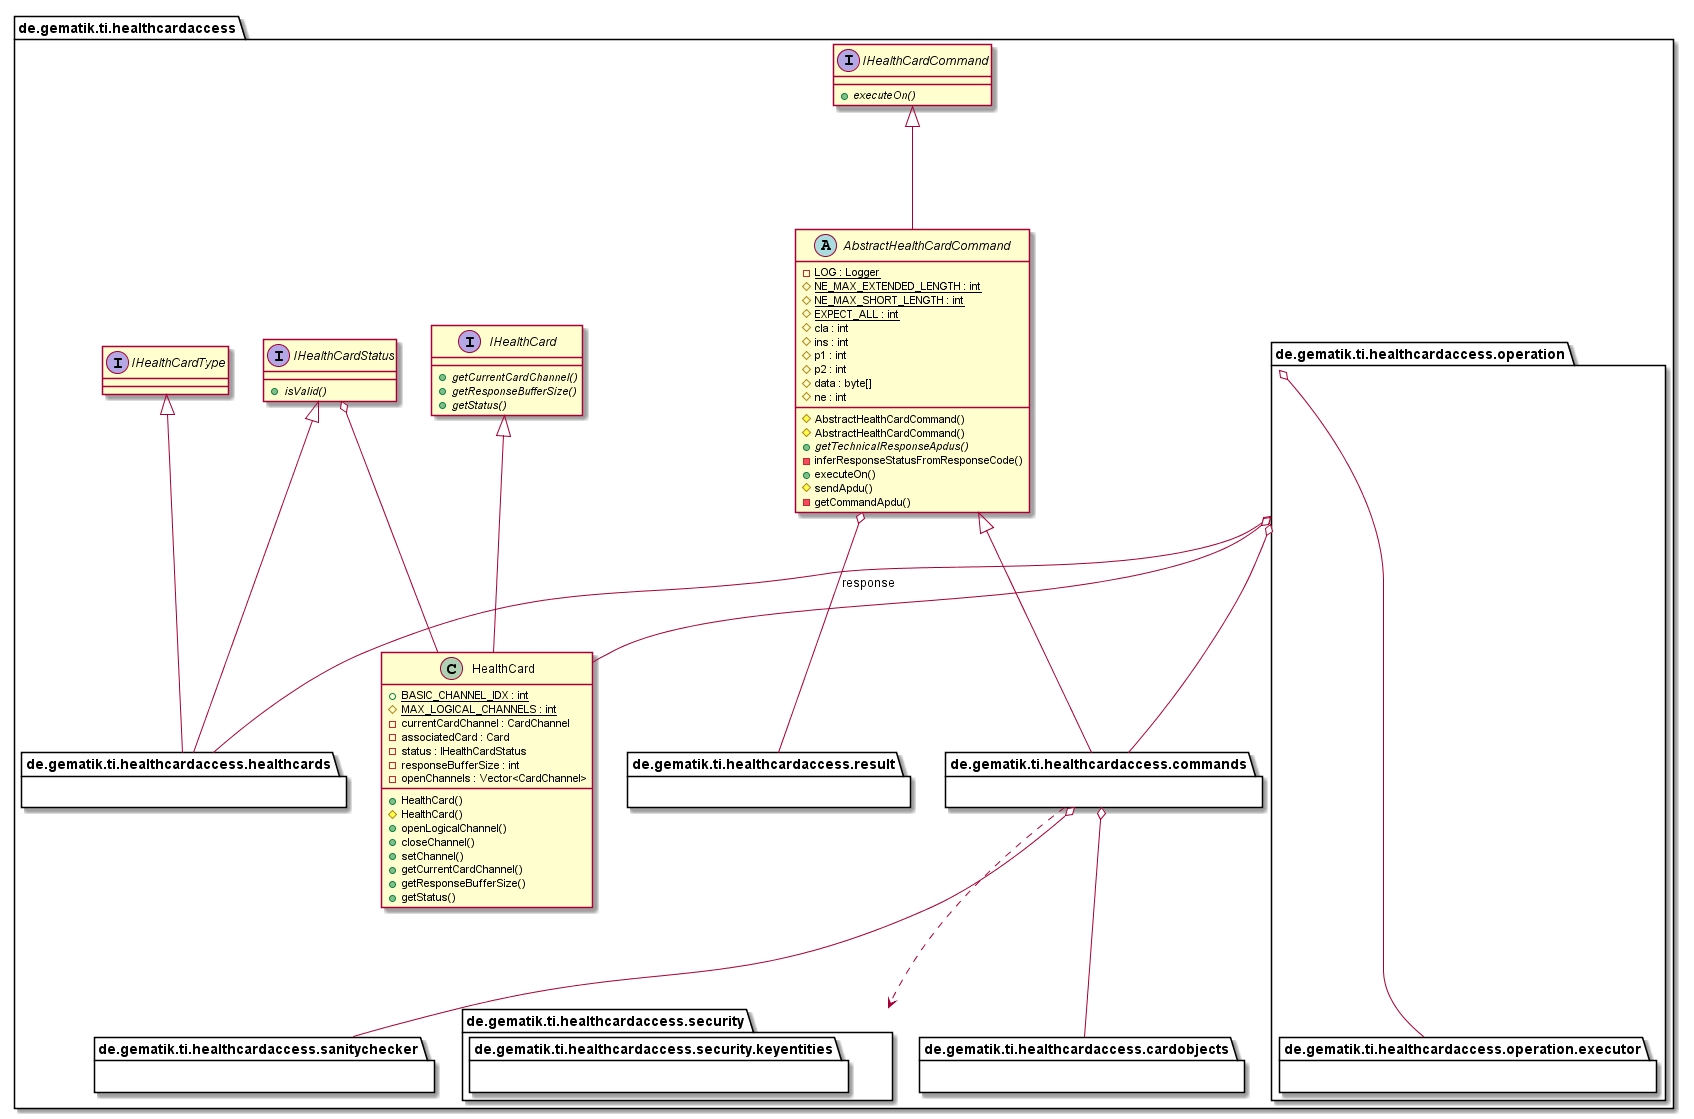 de.gematik.ti.healthcardaccess
I IHealthCardCommand
executeOn()
A AbstractHealthCardCommand
LOG : Logger
NE_MAX_EXTENDED_LENGTH : int
NE_MAX_SHORT_LENGTH : int
EXPECT_ALL : int
cla : int
ins : int
p1 : int
p2 : int
data : byte[]
ne : int
AbstractHealthCardCommand()
AbstractHealthCardCommand()
getTechnicalResponseApdus()
inferResponseStatusFromResponseCode()
executeOn()
sendApdu()
getCommandApdu()
I IHealthCardType
I IHealthCardStatus
isValid()
I IHealthCard
getCurrentCardChannel()
getResponseBufferSize()
getStatus()
de.gematik.ti.healthcardaccess.operation
response
C HealthCard
BASIC_CHANNEL_IDX : int
MAX_LOGICAL_CHANNELS : int
currentCardChannel : CardChannel
associatedCard : Card
status : IHealthCardStatus
responseBufferSize : int
openChannels : Vector<CardChannel>
HealthCard()
HealthCard()
openLogicalChannel()
closeChannel()
setChannel()
getCurrentCardChannel()
getResponseBufferSize()
getStatus()
de.gematik.ti.healthcardaccess.healthcards
de.gematik.ti.healthcardaccess.result
de.gematik.ti.healthcardaccess.commands
de.gematik.ti.healthcardaccess.sanitychecker
de.gematik.ti.healthcardaccess.security
de.gematik.ti.healthcardaccess.security.keyentities
de.gematik.ti.healthcardaccess.cardobjects
de.gematik.ti.healthcardaccess.operation.executor